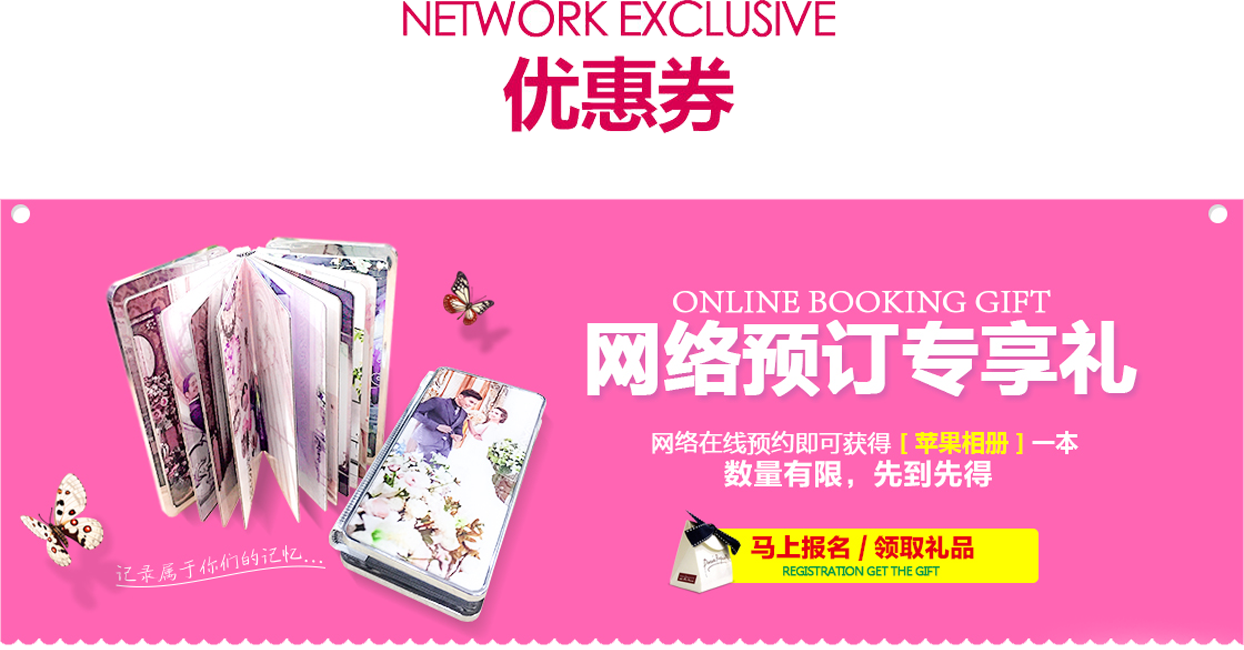 NETWORK EXCLUSIVE
优惠券
ONLINE BOOKING GIFT
网络预订专享礼
网络在线预约即可获得 [ 苹果相册 ] 一本
数量有限，先到先得
马上报名 / 领取礼品
REGISTRATION GET THE GIFT
记录属于你们的记忆...